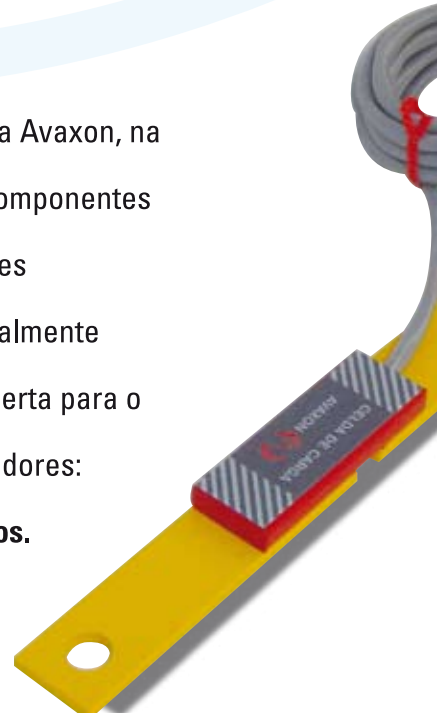 a Avaxon, na
omponentes
es
almente
erta para o
dores:
os.
CELDA DE CARGA
AVAXON